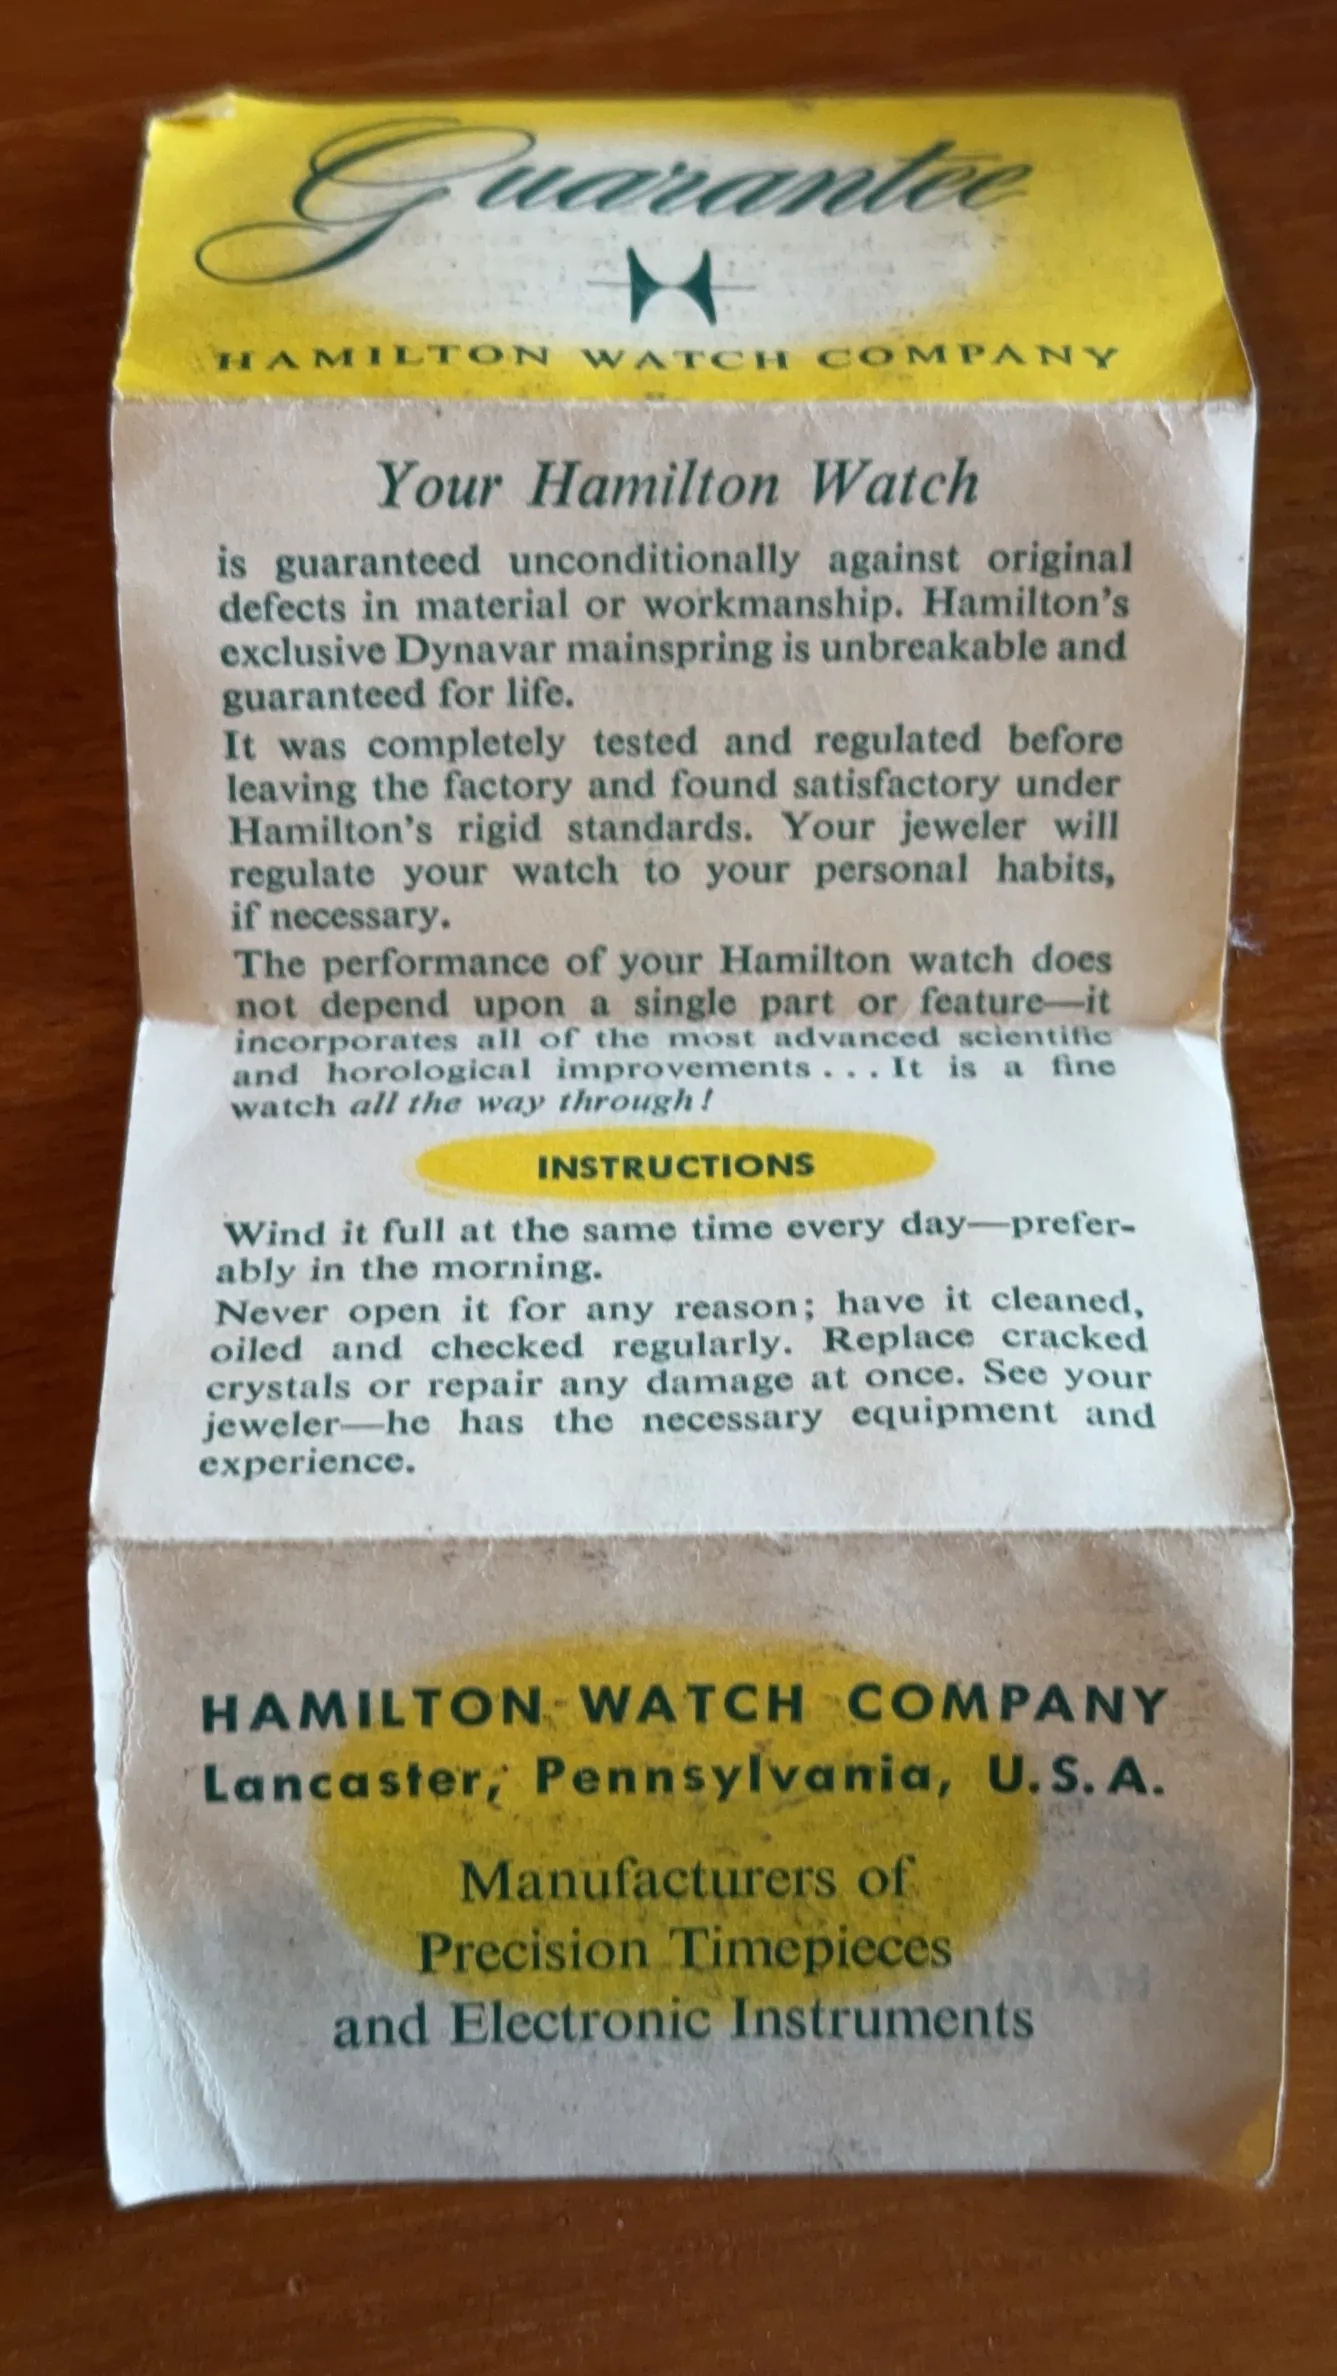 Guarantee
H
HAMILTON WATCH COMPANY
Your Hamilton Watch
is guaranteed unconditionally against original
defects in material or workmanship. Hamilton's
exclusive Dynavar mainspring is unbreakable and
guaranteed for life.
It was completely tested and regulated before
leaving the factory and found satisfactory under
Hamilton's rigid standards. Your jeweler will
regulate your watch to your personal habits,
if necessary.
The performance of your Hamilton watch does
not depend upon a single part or feature—it
incorporates all of the most advanced scientific
and horological improvements . . . It is a fine
watch all the way through!
INSTRUCTIONS
Wind it full at the same time every day—prefer-
ably in the morning.
Never open it for any reason; have it cleaned,
oiled and checked regularly. Replace cracked
crystals or repair any damage at once. See your
jeweler—he has the necessary equipment and
experience.
HAMILTON WATCH COMPANY
Lancaster, Pennsylvania, U.S.A.
Manufacturers of
Precision Timepieces
and Electronic Instruments